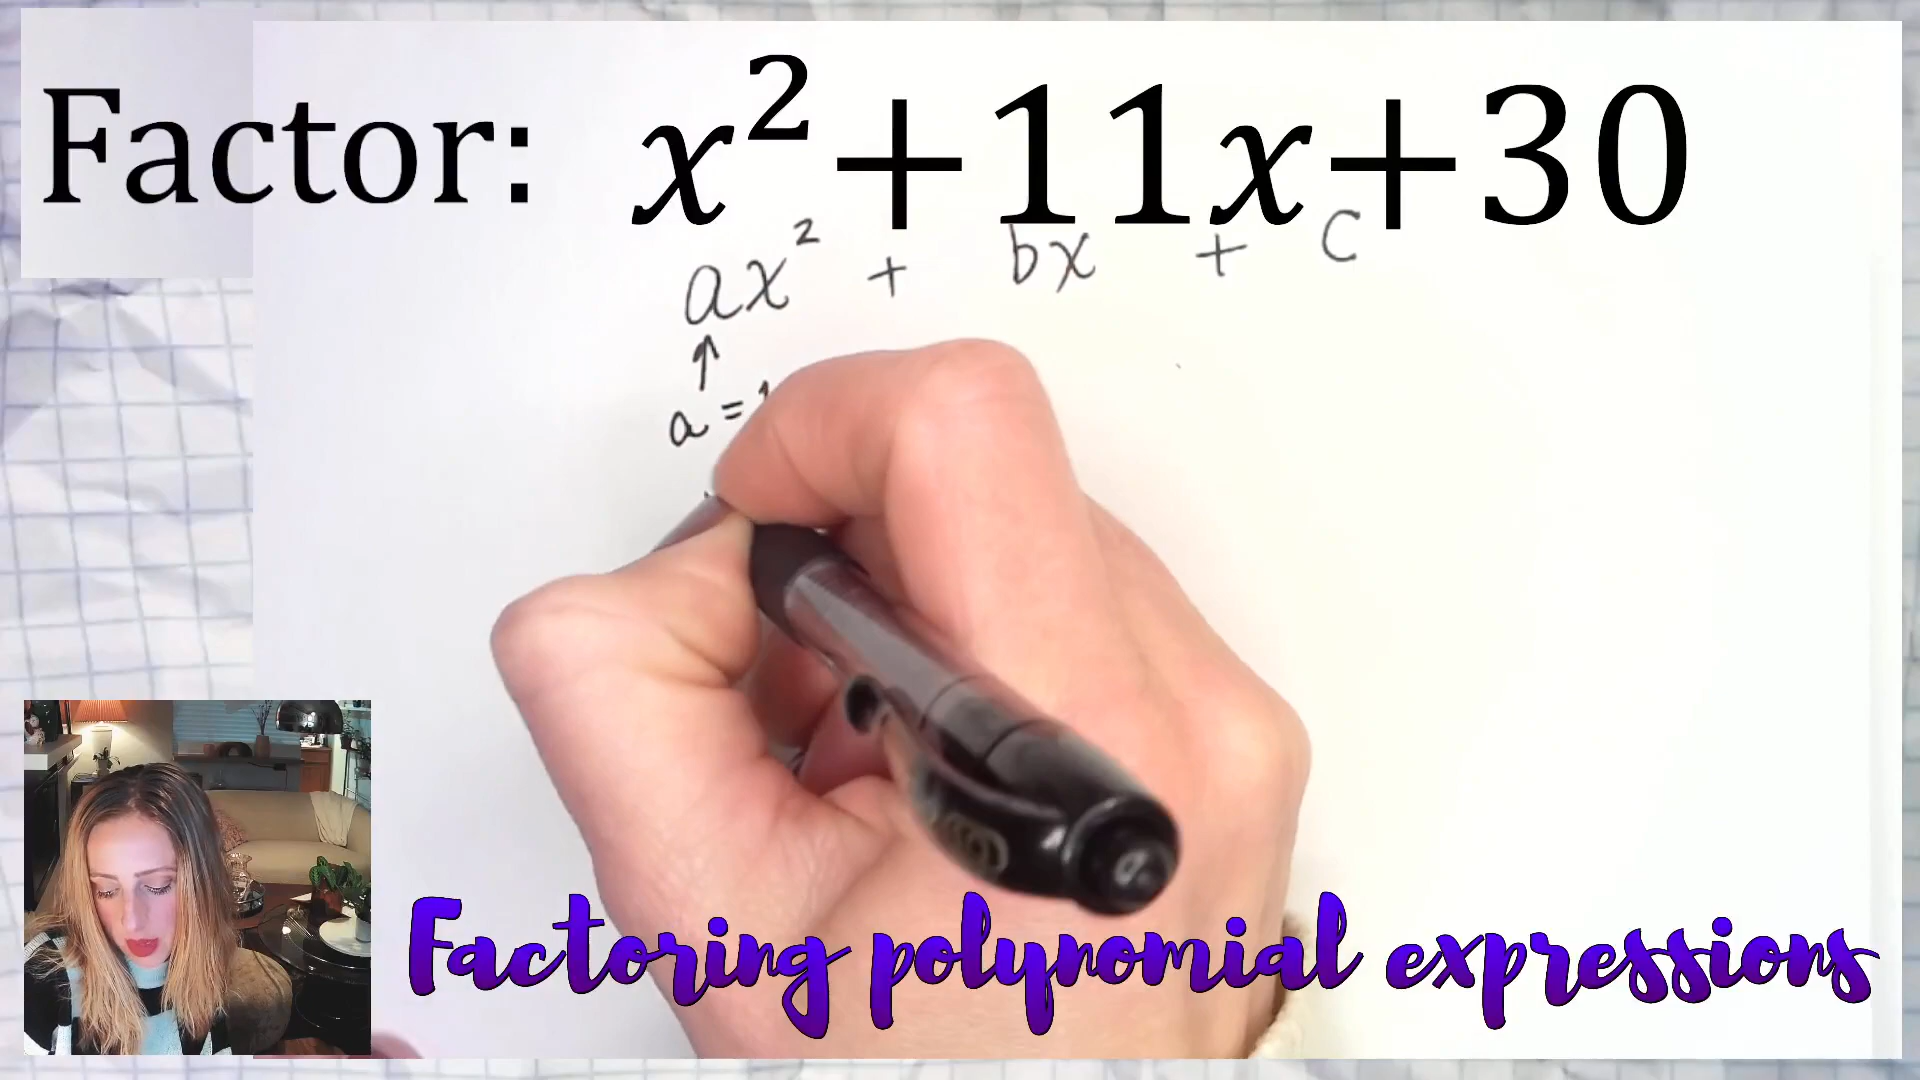 Factor: x²+11x+30
ax² + bx + c
↑
a =
Factoring polynomial expressions